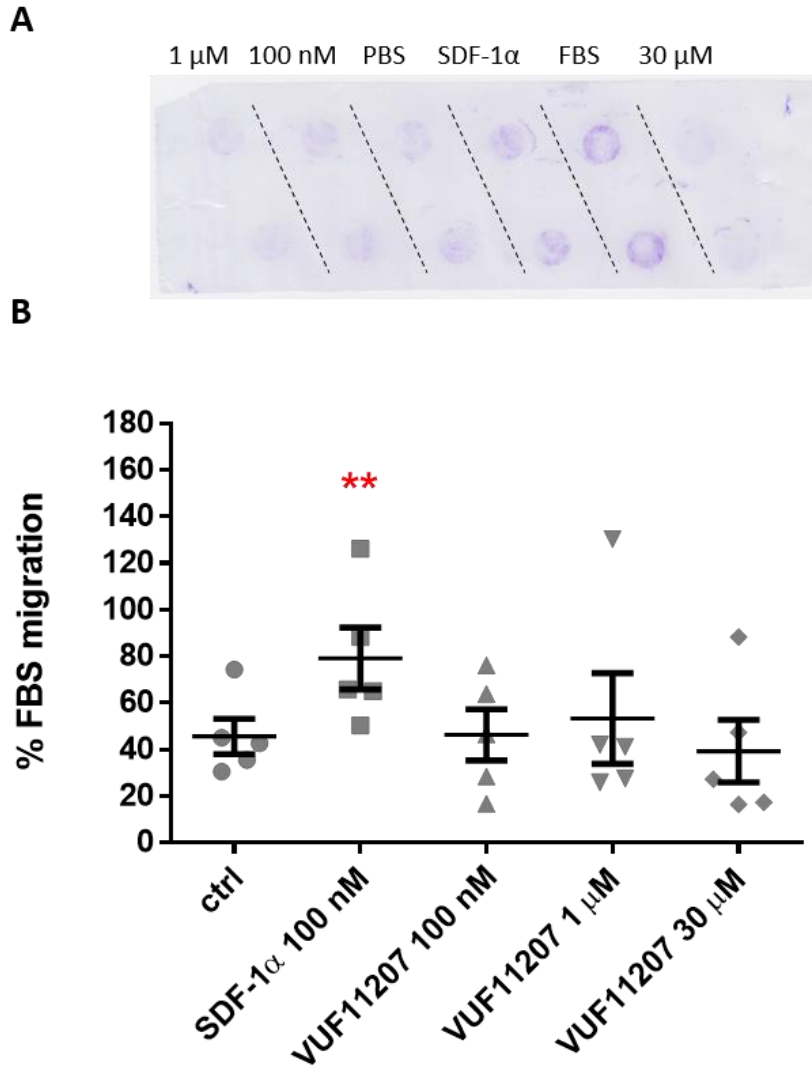 A
1 µM 100 nM PBS SDF-1α FBS 30 µM
B
% FBS migration
180
160
140
120
100
80
60
40
20
0
**
ctrl
SDF-1α 100 nM
VUF11207 100 nM
VUF11207 1 µM
VUF11207 30 µM